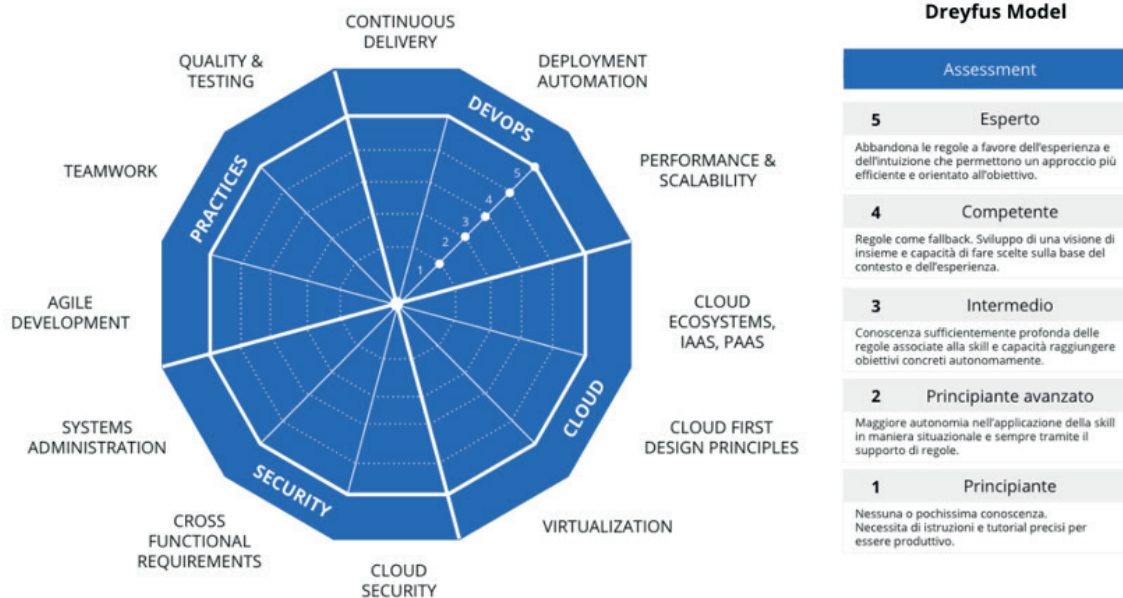 CONTINUOUS
DELIVERY
QUALITY &
TESTING
DEPLOYMENT
AUTOMATION
TEAMWORK
PERFORMANCE &
SCALABILITY
AGILE
DEVELOPMENT
CLOUD
ECOSYSTEMS,
IAAS, PAAS
SYSTEMS
ADMINISTRATION
CLOUD FIRST
DESIGN PRINCIPLES
CROSS
FUNCTIONAL
REQUIREMENTS
VIRTUALIZATION
CLOUD
SECURITY
DEVOPS
PRACTICES
CLOUD
SECURITY
5
4
3
2
1
Dreyfus Model
Assessment
5 Esperto
Abbandona le regole a favore dell'esperienza e
dell'intuizione che permettono un approccio più
efficiente e orientato all'obiettivo.
4 Competente
Regole come fallback. Sviluppo di una visione di
insieme e capacità di fare scelte sulla base del
contesto e dell'esperienza.
3 Intermedio
Conoscenza sufficientemente profonda delle
regole associate alla skill e capacità raggiungere
obiettivi concreti autonomamente.
2 Principiante avanzato
Maggiore autonomia nell'applicazione della skill
in maniera situazionale e sempre tramite il
supporto di regole.
1 Principiante
Nessuna o pochissima conoscenza.
Necessita di istruzioni e tutorial precisi per
essere produttivo.